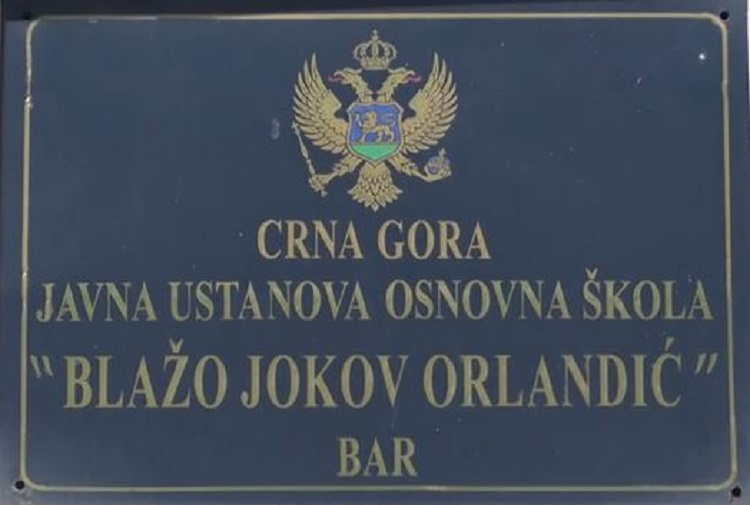 CRNA GORA
JAVNA USTANOVA OSNOVNA ŠKOLA
"BLAŽO JOKOV ORLANDIĆ"
BAR